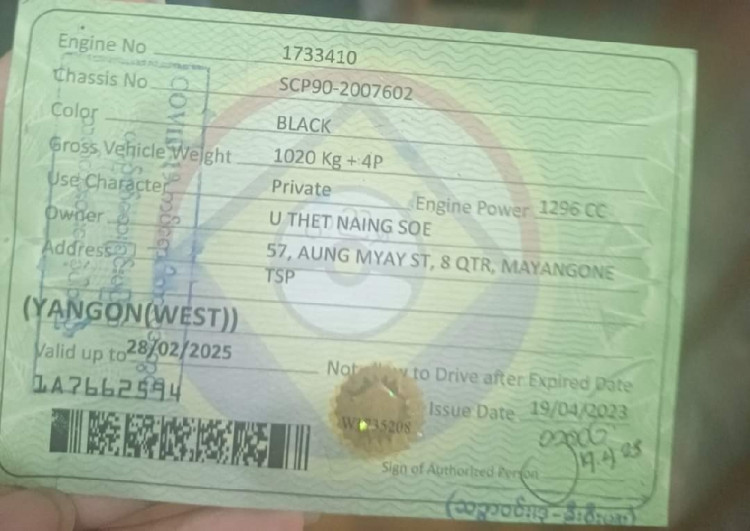 Engine No 1733410
Chassis No SCP90-2007602
Color BLACK
Gross Vehicle Weight 1020 Kg + 4P
Use Character Private Engine Power 1296 CC
Owner U THET NAING SOE
Address 57, AUNG MYAY ST, 8 QTR, MAYANGONE
TSP
(YANGON(WEST))
Valid up to 28/02/2025
to Drive after Expired Date
1A7662594
Issue Date 19/04/2023
Sign of Authorized Person